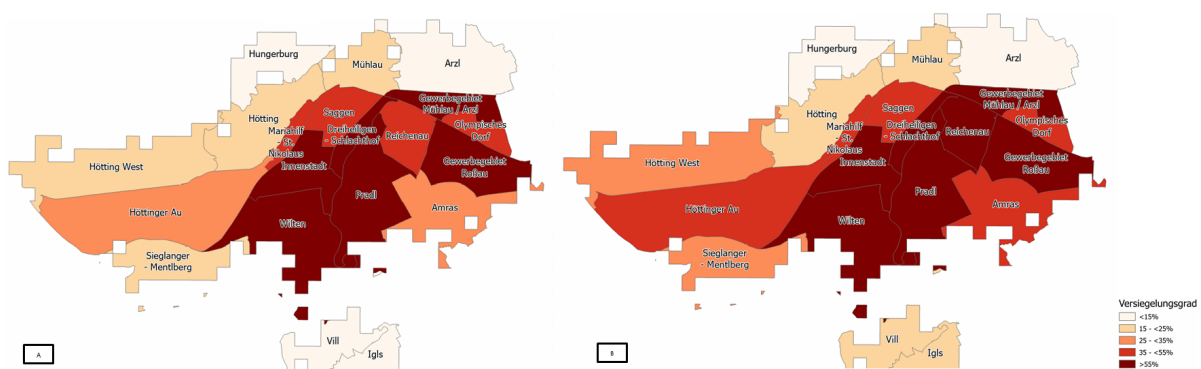 Hungerburg
Mühlau
Arzl
Hötting
Saggen
Gewerbegebiet
Mühlau / Arzl
Mariahilf
- St.
Nikolaus
Dreiheiligen
- Schlachthof
Reichenau
Olympisches
Dorf
Innenstadt
Hötting West
Gewerbegebiet
Roßau
Pradl
Höttinger Au
Amras
Wilten
Sieglanger
- Mentlberg
Vill
Igls
A
Hungerburg
Mühlau
Arzl
Hötting
Saggen
Gewerbegebiet
Mühlau / Arzl
Mariahilf
- St.
Nikolaus
Dreiheiligen
- Schlachthof
Reichenau
Olympisches
Dorf
Innenstadt
Hötting West
Gewerbegebiet
Roßau
Pradl
Höttinger Au
Amras
Wilten
Sieglanger
- Mentlberg
Vill
Igls
B
Versiegelungsgrad
<15%
15 - <25%
25 - <35%
35 - <55%
>55%